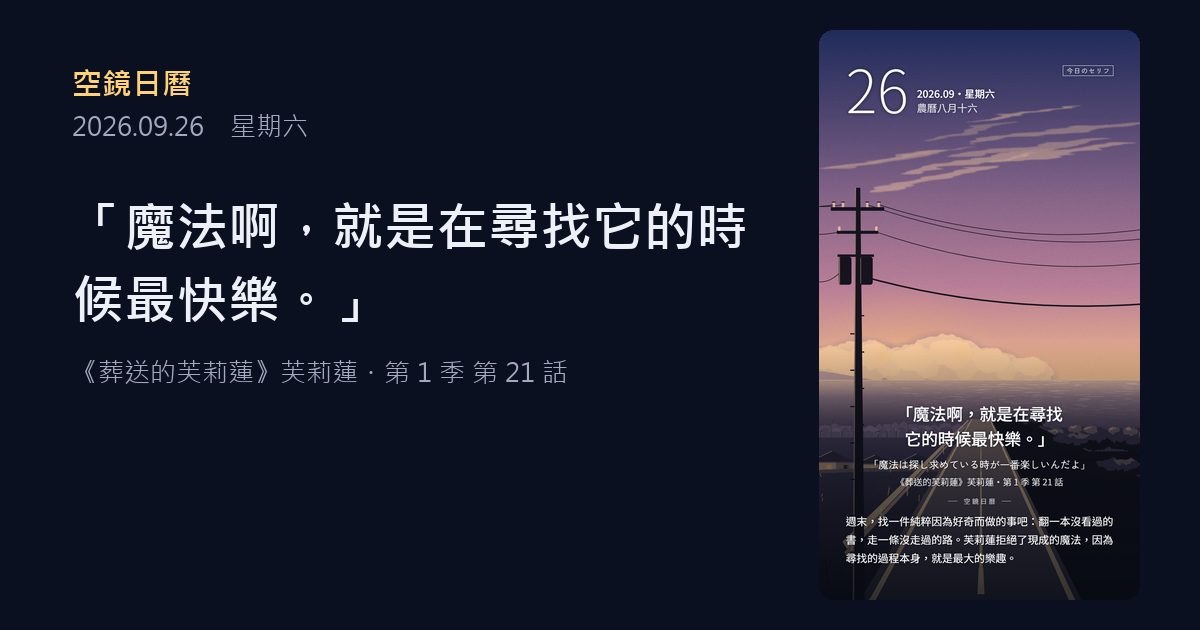 空鏡日曆
2026.09.26 星期六
「魔法啊，就是在尋找它的時
候最快樂。」
《葬送的芙莉蓮》芙莉蓮・第 1 季 第 21 話
26
2026.09・星期六
農曆八月十六
今日のセリフ
「魔法啊，就是在尋找
它的時候最快樂。」
「魔法は探し求めている時が一番楽しいんだよ」
《葬送的芙莉蓮》芙莉蓮・第 1 季 第 21 話
— 空鏡日曆 —
週末，找一件純粹因為好奇而做的事吧：翻一本沒看過的
書，走一條沒走過的路。芙莉蓮拒絕了現成的魔法，因為
尋找的過程本身，就是最大的樂趣。